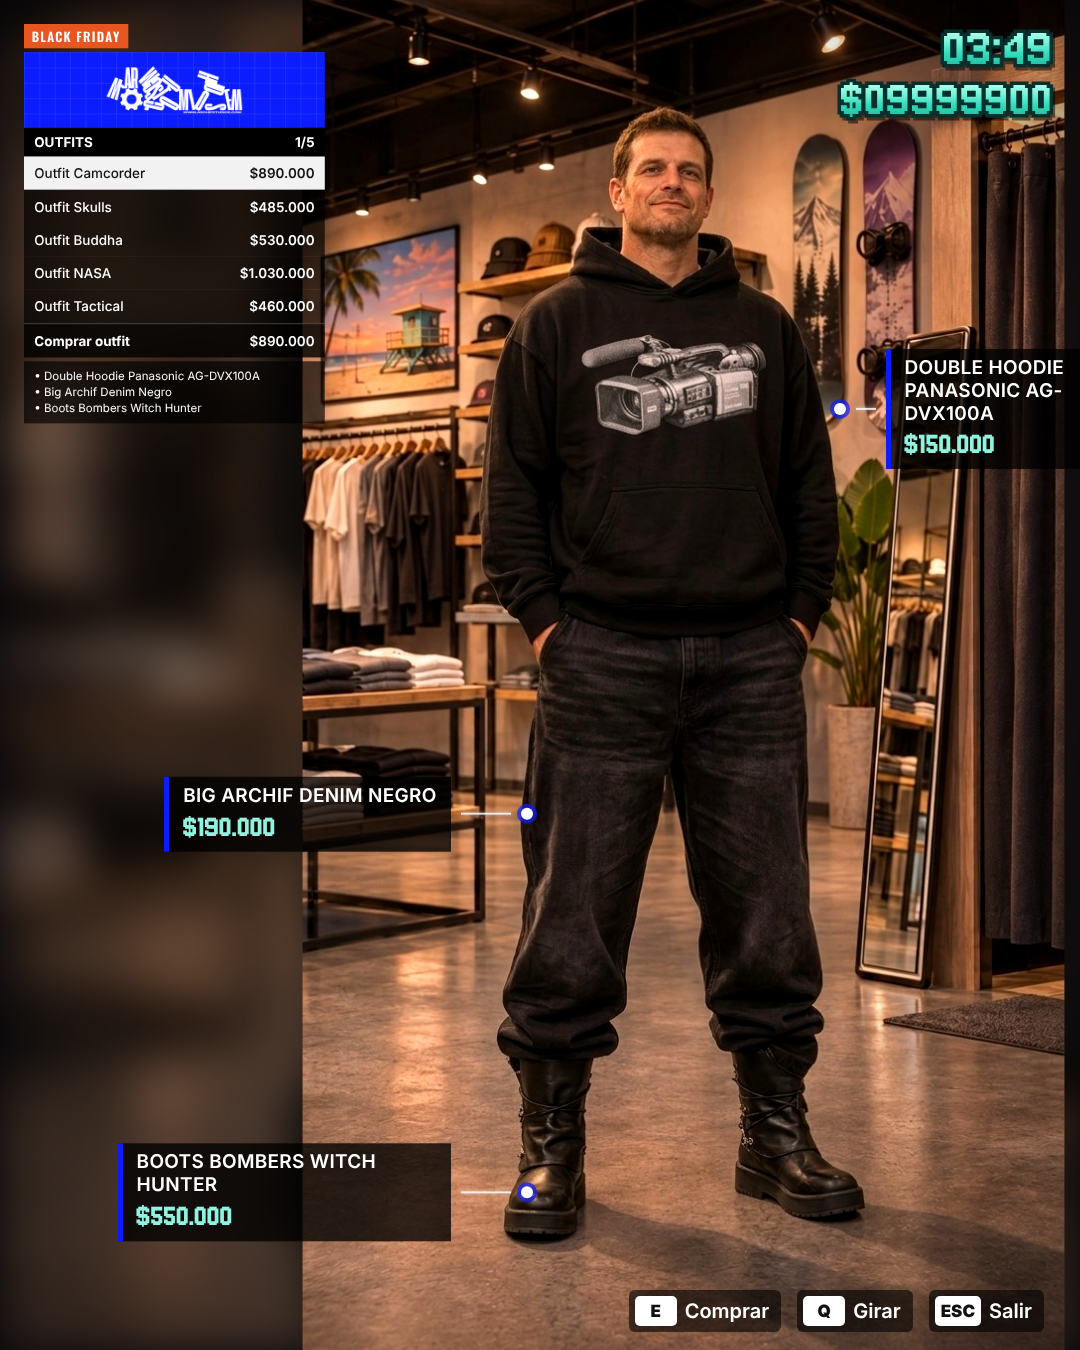 BLACK FRIDAY
OUTFITS 1/5
Outfit Camcorder $890.000
Outfit Skulls $485.000
Outfit Buddha $530.000
Outfit NASA $1.030.000
Outfit Tactical $460.000
Comprar outfit $890.000
• Double Hoodie Panasonic AG-DVX100A
• Big Archif Denim Negro
• Boots Bombers Witch Hunter
03:49
$09999900
DOUBLE HOODIE
PANASONIC AG-
DVX100A
$150.000
BIG ARCHIF DENIM NEGRO
$190.000
BOOTS BOMBERS WITCH
HUNTER
$550.000
E Comprar
Q Girar
ESC Salir